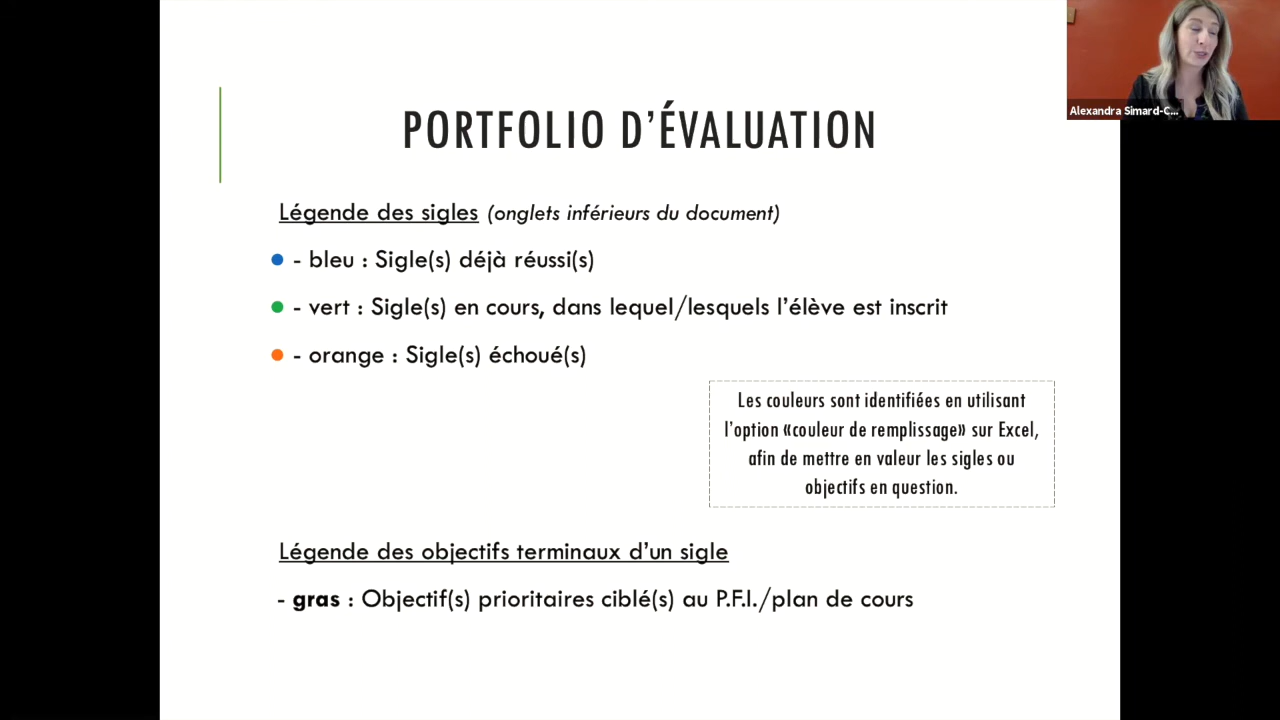 PORTFOLIO D'ÉVALUATION
Alexandra Simard-C...
Légende des sigles (onglets inférieurs du document)
- bleu : Sigle(s) déjà réussi(s)
- vert : Sigle(s) en cours, dans lequel/lesquels l'élève est inscrit
- orange : Sigle(s) échoué(s)
Les couleurs sont identifiées en utilisant
l'option «couleur de remplissage» sur Excel,
afin de mettre en valeur les sigles ou
objectifs en question.
Légende des objectifs terminaux d'un sigle
- gras : Objectif(s) prioritaires ciblé(s) au P.F.I./plan de cours